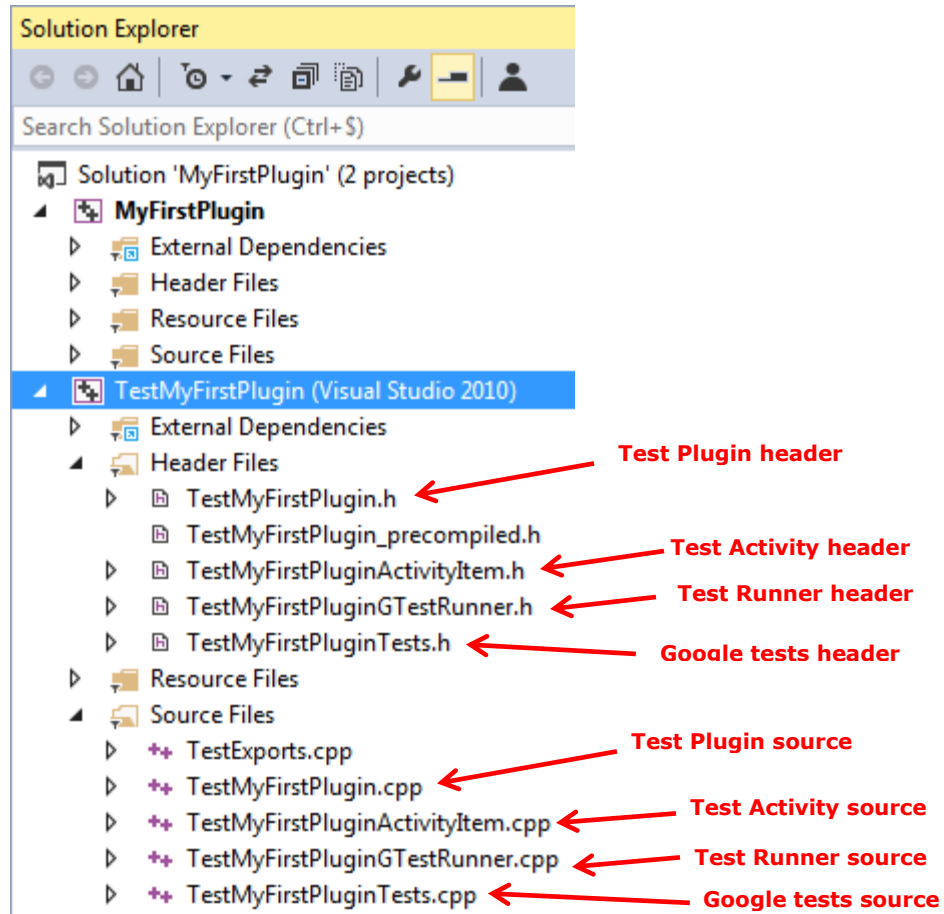 Solution Explorer
Search Solution Explorer (Ctrl+$)
Solution 'MyFirstPlugin' (2 projects)
MyFirstPlugin
External Dependencies
Header Files
Resource Files
Source Files
TestMyFirstPlugin (Visual Studio 2010)
External Dependencies
Header Files
Test Plugin header
TestMyFirstPlugin.h
TestMyFirstPlugin_precompiled.h
Test Activity header
TestMyFirstPluginActivityItem.h
Test Runner header
TestMyFirstPluginGTestRunner.h
TestMyFirstPluginTests.h
Google tests header
Resource Files
Source Files
Test Plugin source
TestExports.cpp
TestMyFirstPlugin.cpp
Test Activity source
TestMyFirstPluginActivityItem.cpp
TestMyFirstPluginGTestRunner.cpp
Test Runner source
TestMyFirstPluginTests.cpp
Google tests source